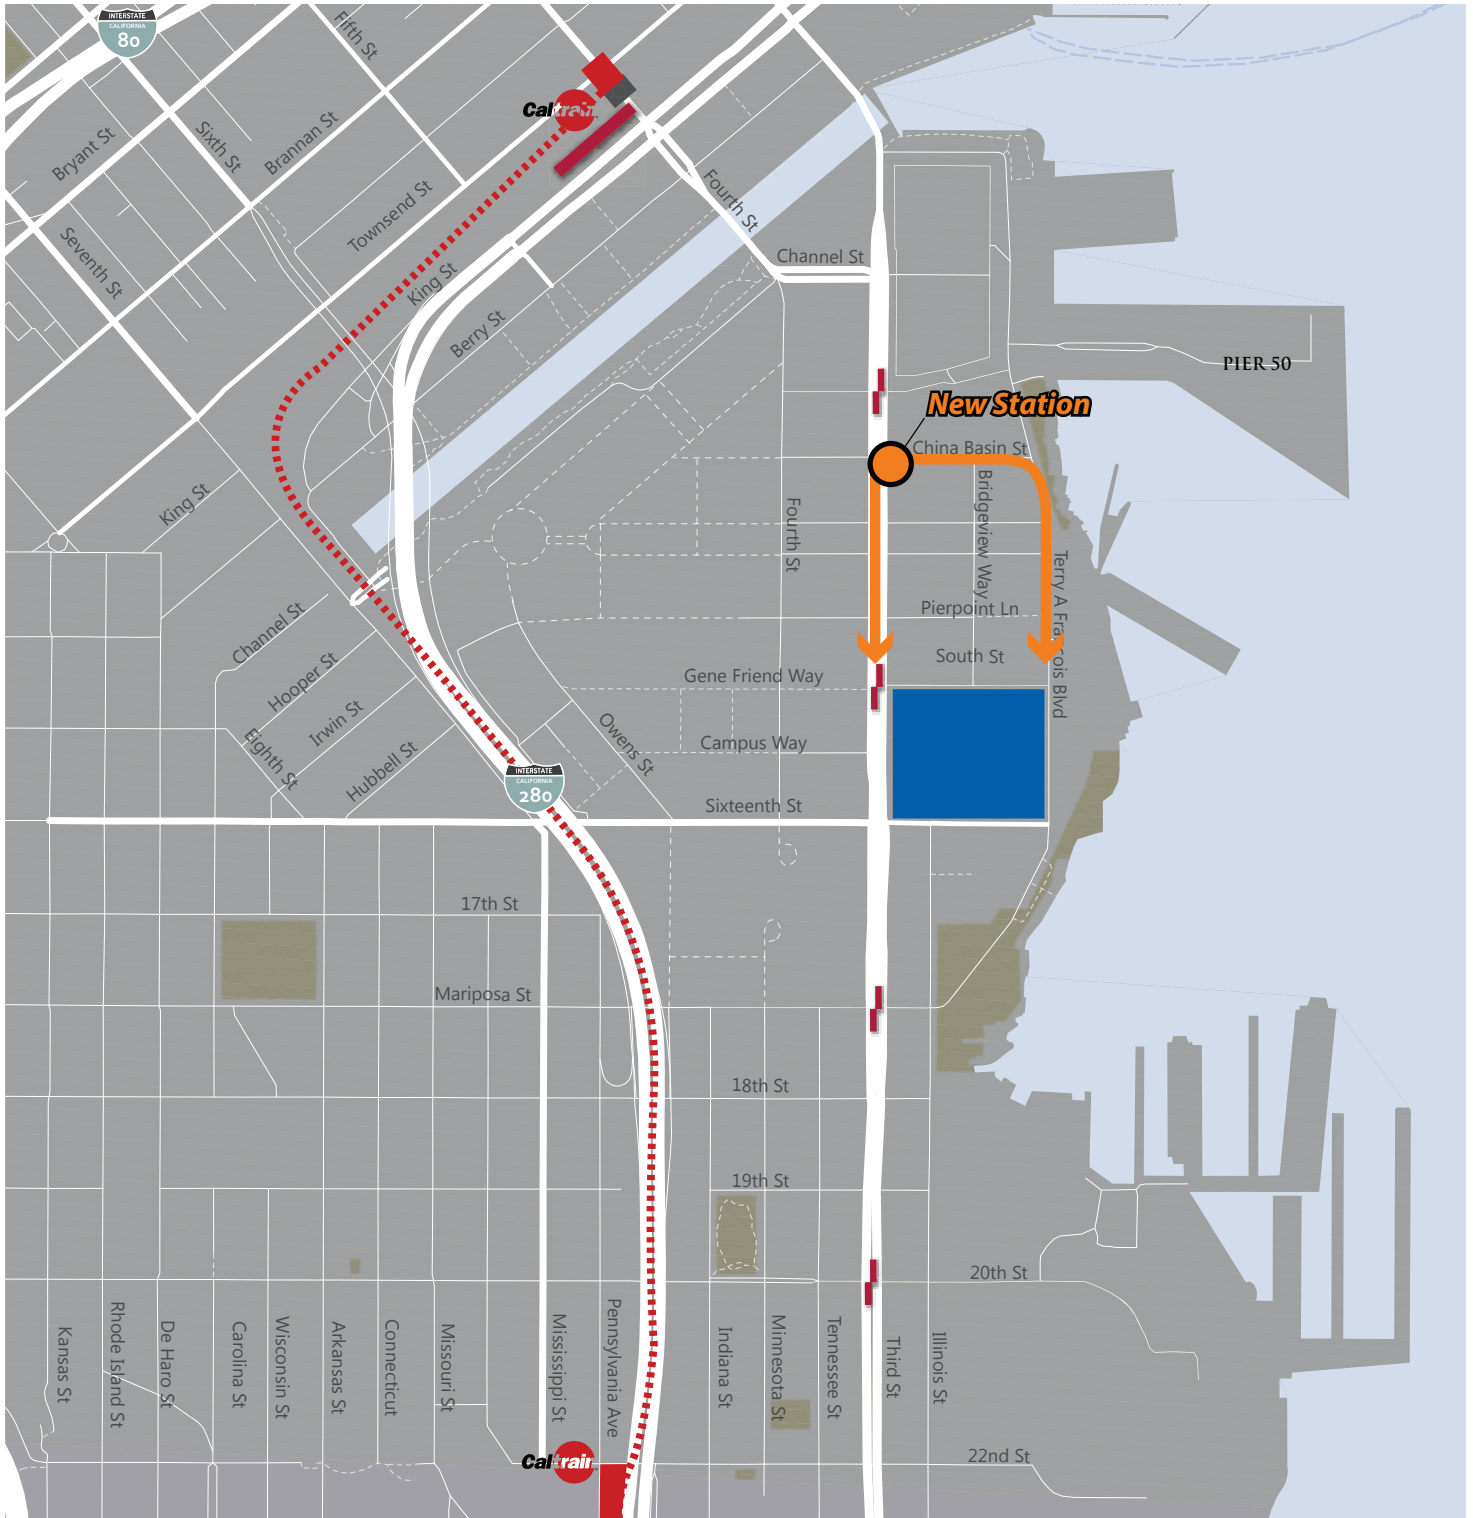 INTERSTATE
CALIFORNIA
80
Fifth St
Caltrain
Bryant St
Sixth St
Brannan St
Townsend St
Fourth St
Seventh St
Channel St
King St
Berry St
PIER 50
New Station
China Basin St
Bridgeview Way
King St
Fourth St
Terry A Francois Blvd
Pierpoint Ln
Channel St
South St
Hooper St
Gene Friend Way
Irwin St
Owens St
Campus Way
Eighth St
Hubbell St
INTERSTATE
CALIFORNIA
280
Sixteenth St
17th St
Mariposa St
18th St
19th St
20th St
Kansas St
Rhode Island St
De Haro St
Carolina St
Wisconsin St
Arkansas St
Connecticut
Missouri St
Mississippi St
Pennsylvania Ave
Indiana St
Minnesota St
Tennessee St
Third St
Illinois St
Caltrain
22nd St